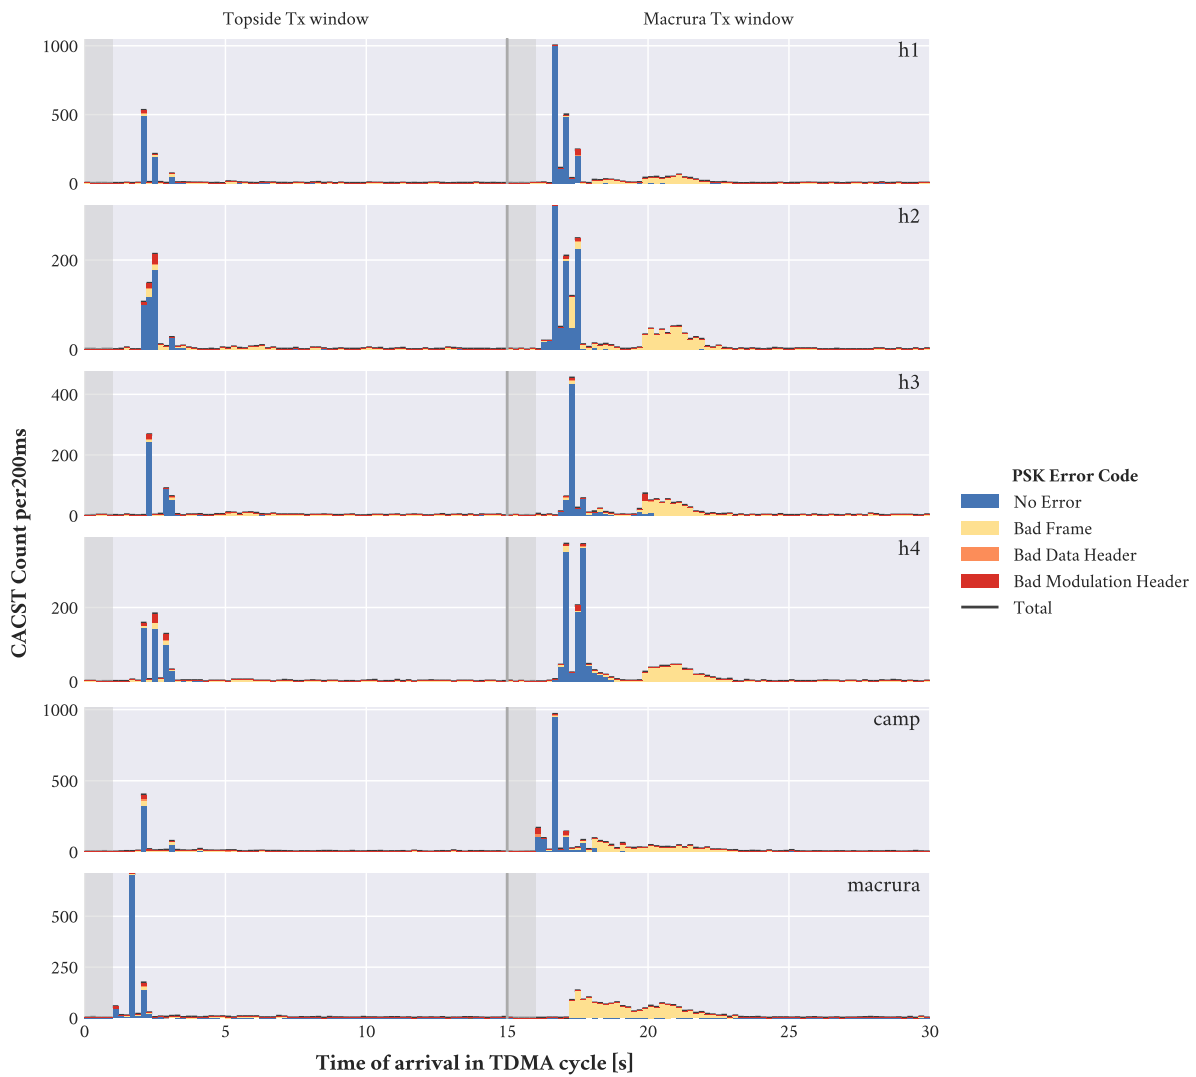 Topside Tx window Macrura Tx window
1000 h1
500
0
h2
200
0
h3
400
200
0
h4
200
0
1000 camp
500
0
macrura
500
250
0
0 5 10 15 20 25 30
Time of arrival in TDMA cycle [s]
CACST Count per200ms
PSK Error Code
No Error
Bad Frame
Bad Data Header
Bad Modulation Header
Total